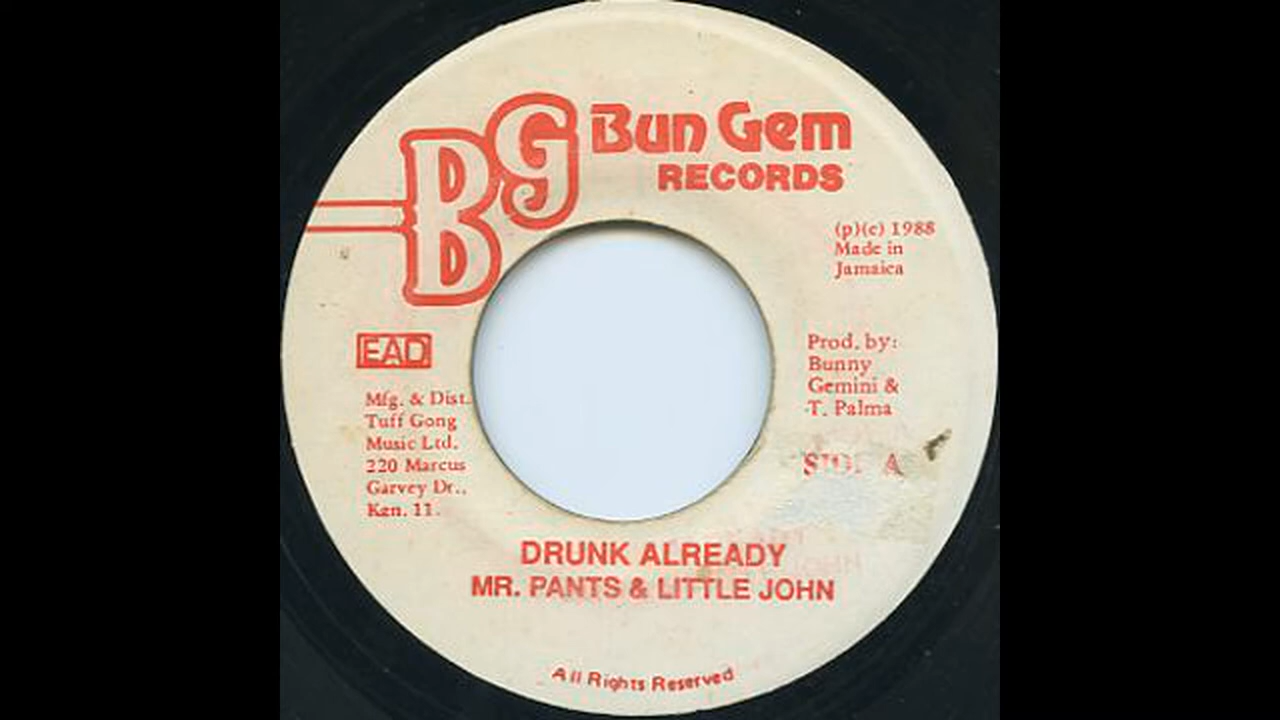 BG Bun Gem
RECORDS
(p)(c) 1988
Made in
Jamaica
EAD
Mfg. & Dist.
Tuff Gong
Music Ltd.
220 Marcus
Garvey Dr.,
Kgn. 11.
Prod. by:
Bunny
Gemini &
T. Palma
SIDE A
DRUNK ALREADY
MR. PANTS & LITTLE JOHN
All Rights Reserved